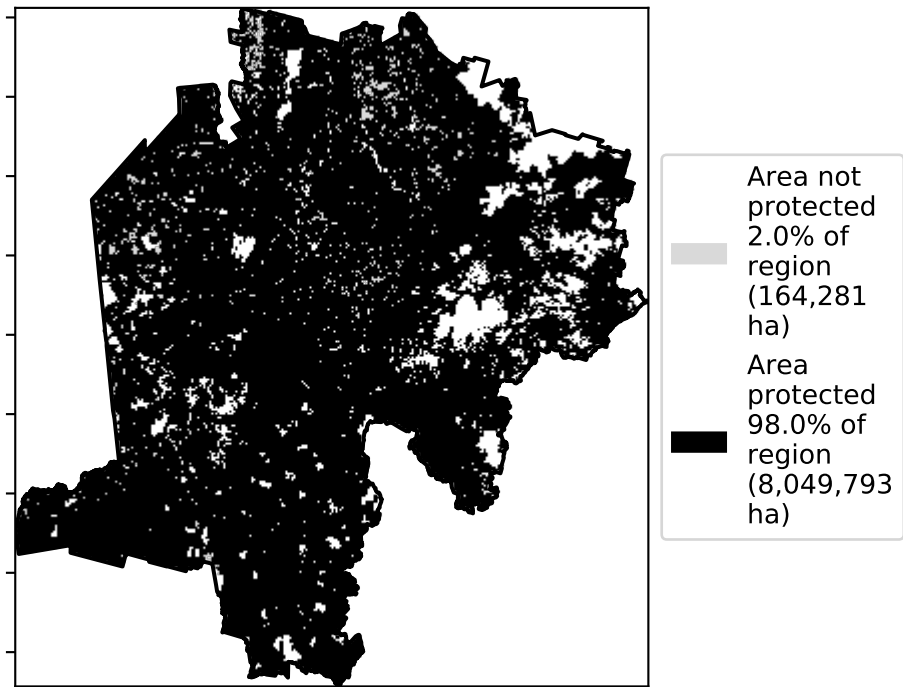 Area not
protected
2.0% of
region
(164,281
ha)
Area
protected
98.0% of
region
(8,049,793
ha)